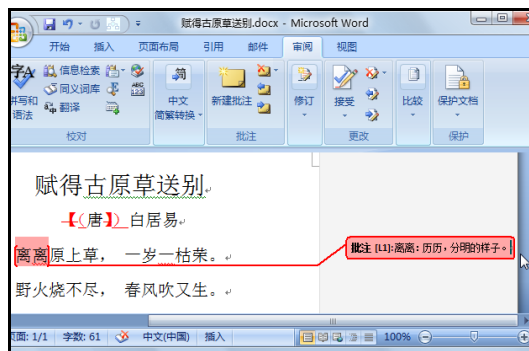 赋得古原草送别.docx - Microsoft Word
开始 插入 页面布局 引用 邮件 审阅 视图
拼写和语法
信息检索
同义词库
翻译
中文简繁转换
新建批注
修订
接受
比较
保护文档
校对 批注 更改 保护
赋得古原草送别
【(唐】)白居易
离离原上草， 一岁一枯荣。
批注 [L1]:离离：历历，分明的样子。
野火烧不尽， 春风吹又生。
页面: 1/1 字数: 61 中文(中国) 插入 100%